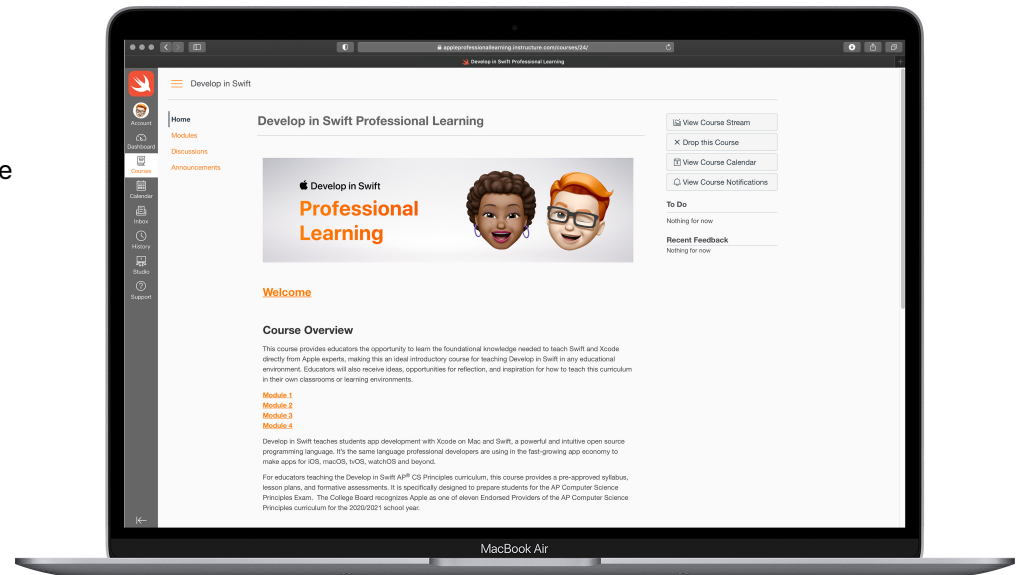 e
appleprofessionallearning.instructure.com/courses/24/
Develop in Swift Professional Learning
Develop in Swift
Account
Dashboard
Courses
Calendar
Inbox
History
Studio
Support
Home
Modules
Discussions
Announcements
Develop in Swift Professional Learning
Develop in Swift
Professional
Learning
Welcome
Course Overview
This course provides educators the opportunity to learn the foundational knowledge needed to teach Swift and Xcode
directly from Apple experts, making this an ideal introductory course for teaching Develop in Swift in any educational
environment. Educators will also receive ideas, opportunities for reflection, and inspiration for how to teach this curriculum
in their own classrooms or learning environments.
Module 1
Module 2
Module 3
Module 4
Develop in Swift teaches students app development with Xcode on Mac and Swift, a powerful and intuitive open source
programming language. It's the same language professional developers are using in the fast-growing app economy to
make apps for iOS, macOS, tvOS, watchOS and beyond.
For educators teaching the Develop in Swift AP® CS Principles curriculum, this course provides a pre-approved syllabus,
lesson plans, and formative assessments. It is specifically designed to prepare students for the AP Computer Science
Principles Exam. The College Board recognizes Apple as one of eleven Endorsed Providers of the AP Computer Science
Principles curriculum for the 2020/2021 school year.
View Course Stream
Drop this Course
View Course Calendar
View Course Notifications
To Do
Nothing for now
Recent Feedback
Nothing for now
MacBook Air